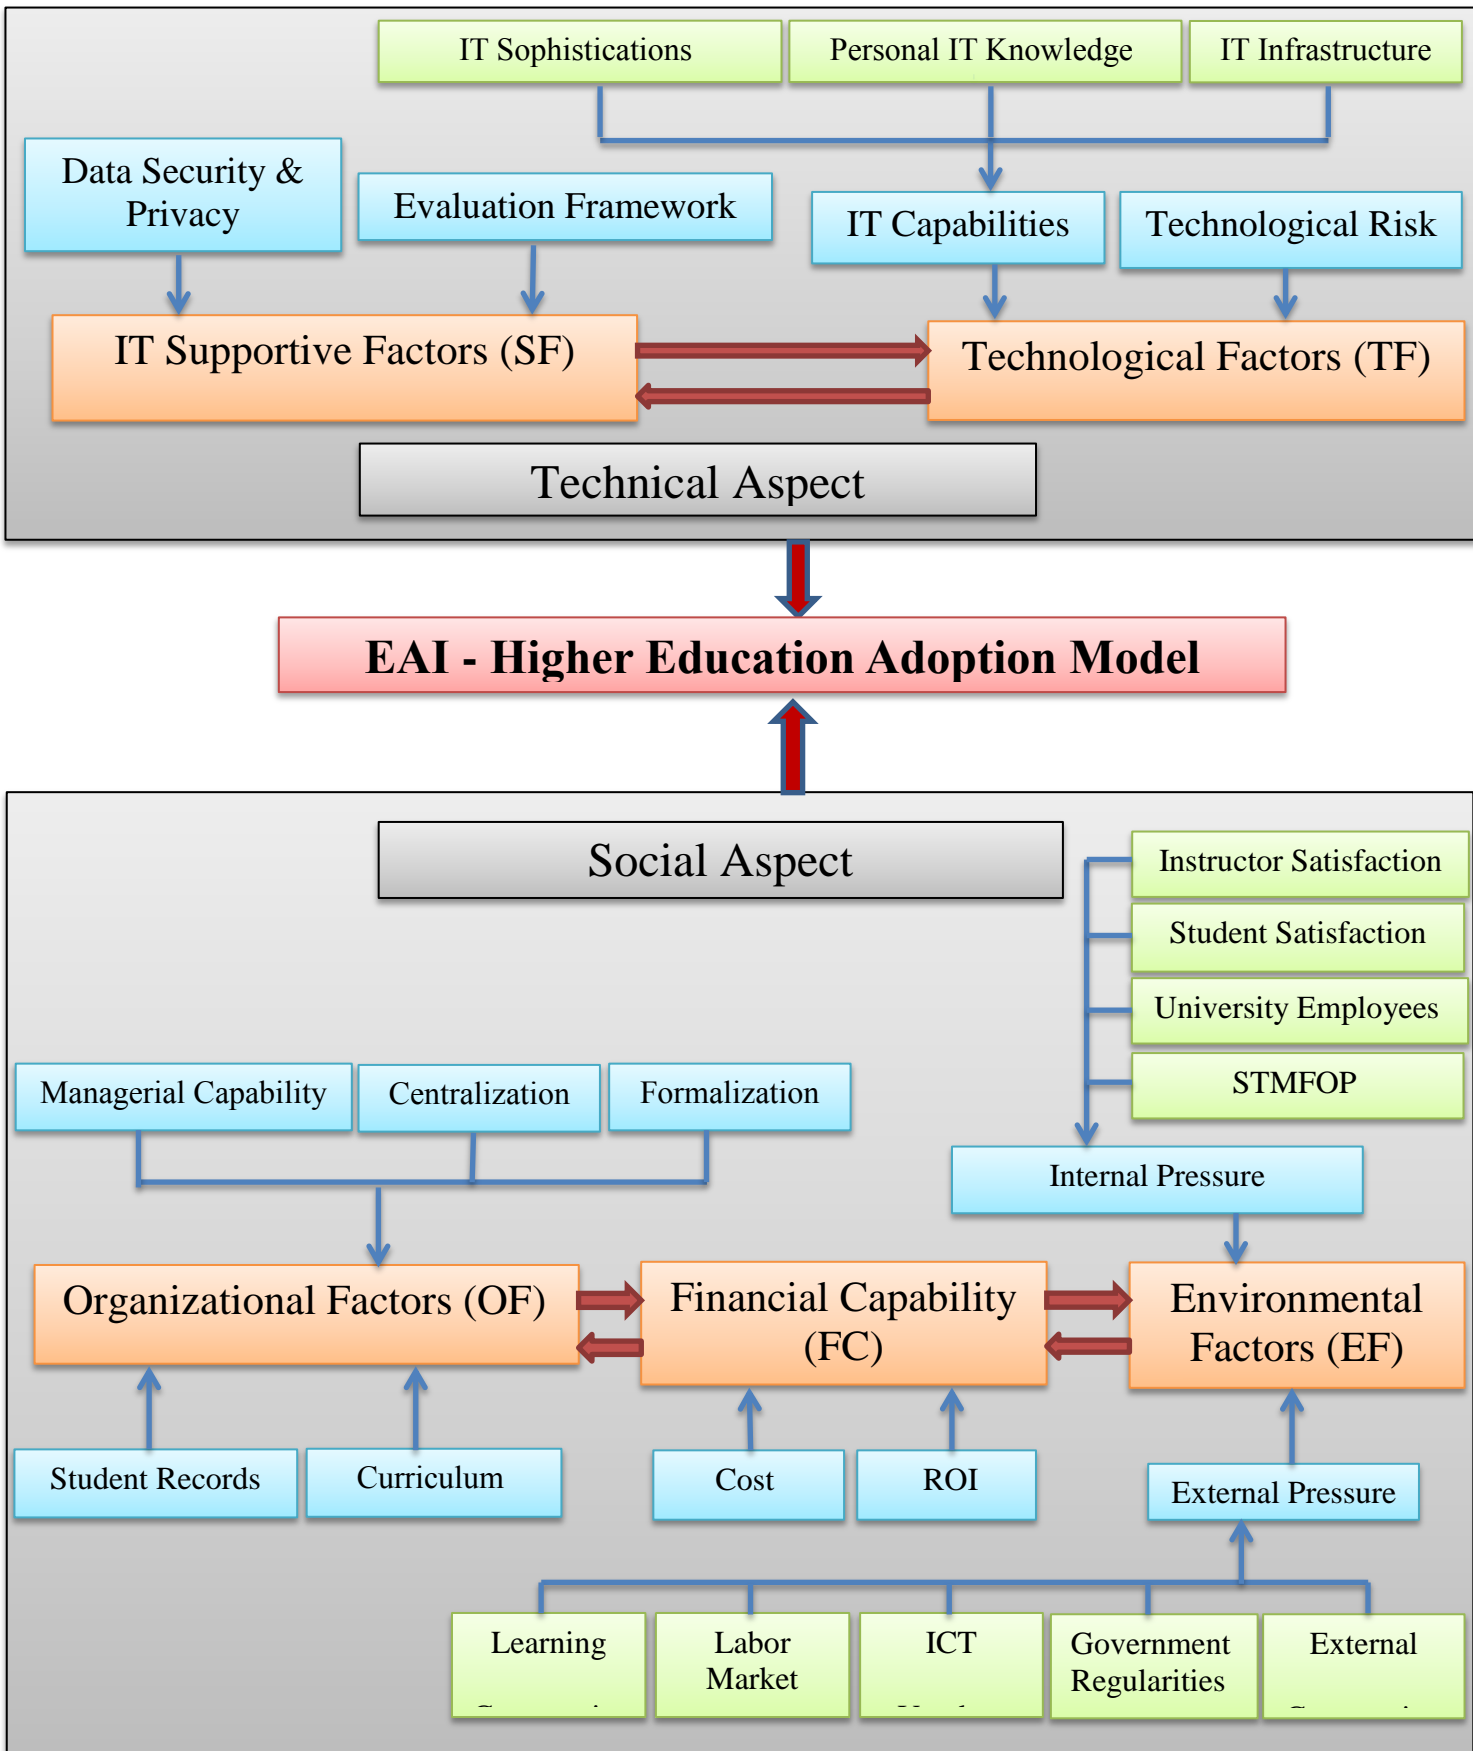 IT Sophistications
Personal IT Knowledge
IT Infrastructure
Data Security &
Privacy
Evaluation Framework
IT Capabilities
Technological Risk
IT Supportive Factors (SF)
Technological Factors (TF)
Technical Aspect
EAI - Higher Education Adoption Model
Social Aspect
Instructor Satisfaction
Student Satisfaction
University Employees
STMFOP
Managerial Capability
Centralization
Formalization
Internal Pressure
Organizational Factors (OF)
Financial Capability
(FC)
Environmental
Factors (EF)
Student Records
Curriculum
Cost
ROI
External Pressure
Learning
Labor
Market
ICT
Government
Regularities
External